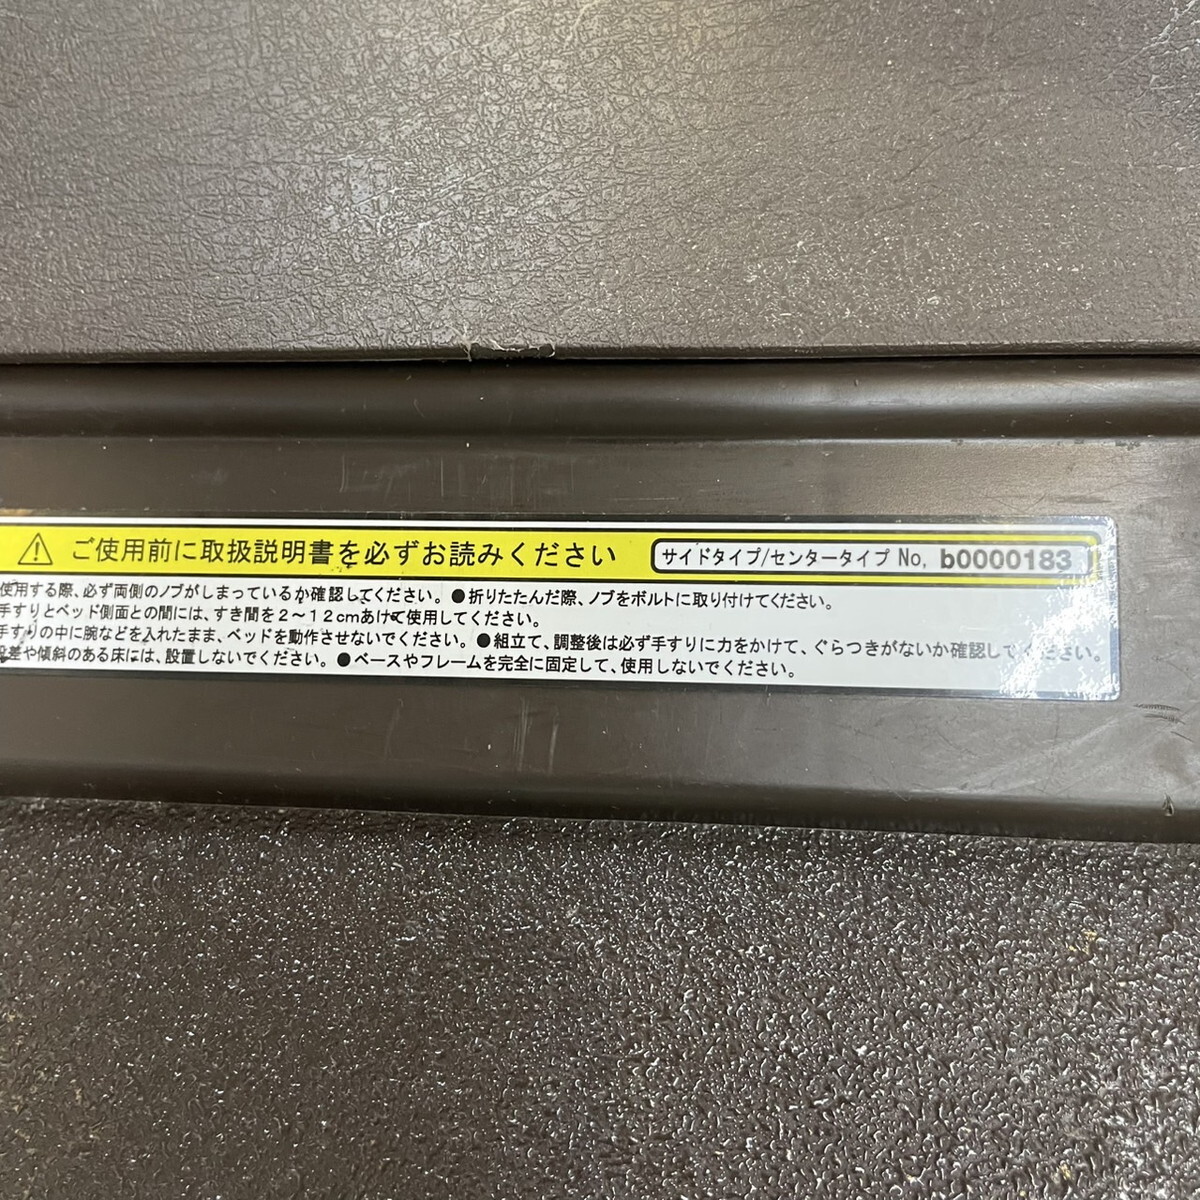 ご使用前に取扱説明書を必ずお読みください サイドタイプ/センタータイプ No. b0000183
使用する際、必ず両側のノブがしまっているか確認してください。●折りたたんだ際、ノブをボルトに取り付けてください。
手すりとベッド側面との間には、すき間を2〜12cmあけて使用してください。
手すりの中に腕などを入れたまま、ベッドを動作させないでください。●組立て、調整後は必ず手すりに力をかけて、ぐらつきがないか確認してください。
段差や傾斜のある床には、設置しないでください。●ベースやフレームを完全に固定して、使用しないでください。